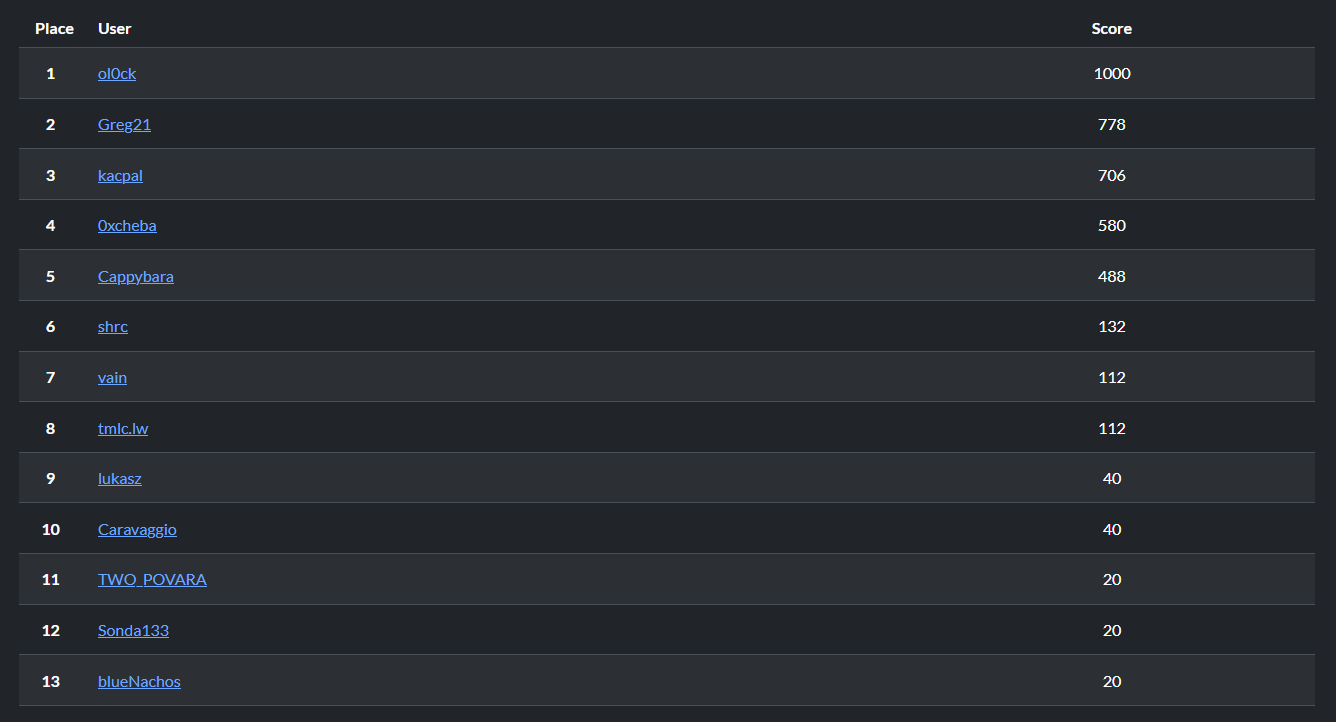 Place User Score
1 ol0ck 1000
2 Greg21 778
3 kacpal 706
4 0xcheba 580
5 Cappybara 488
6 shrc 132
7 vain 112
8 tmlc.lw 112
9 lukasz 40
10 Caravaggio 40
11 TWO_POVARA 20
12 Sonda133 20
13 blueNachos 20